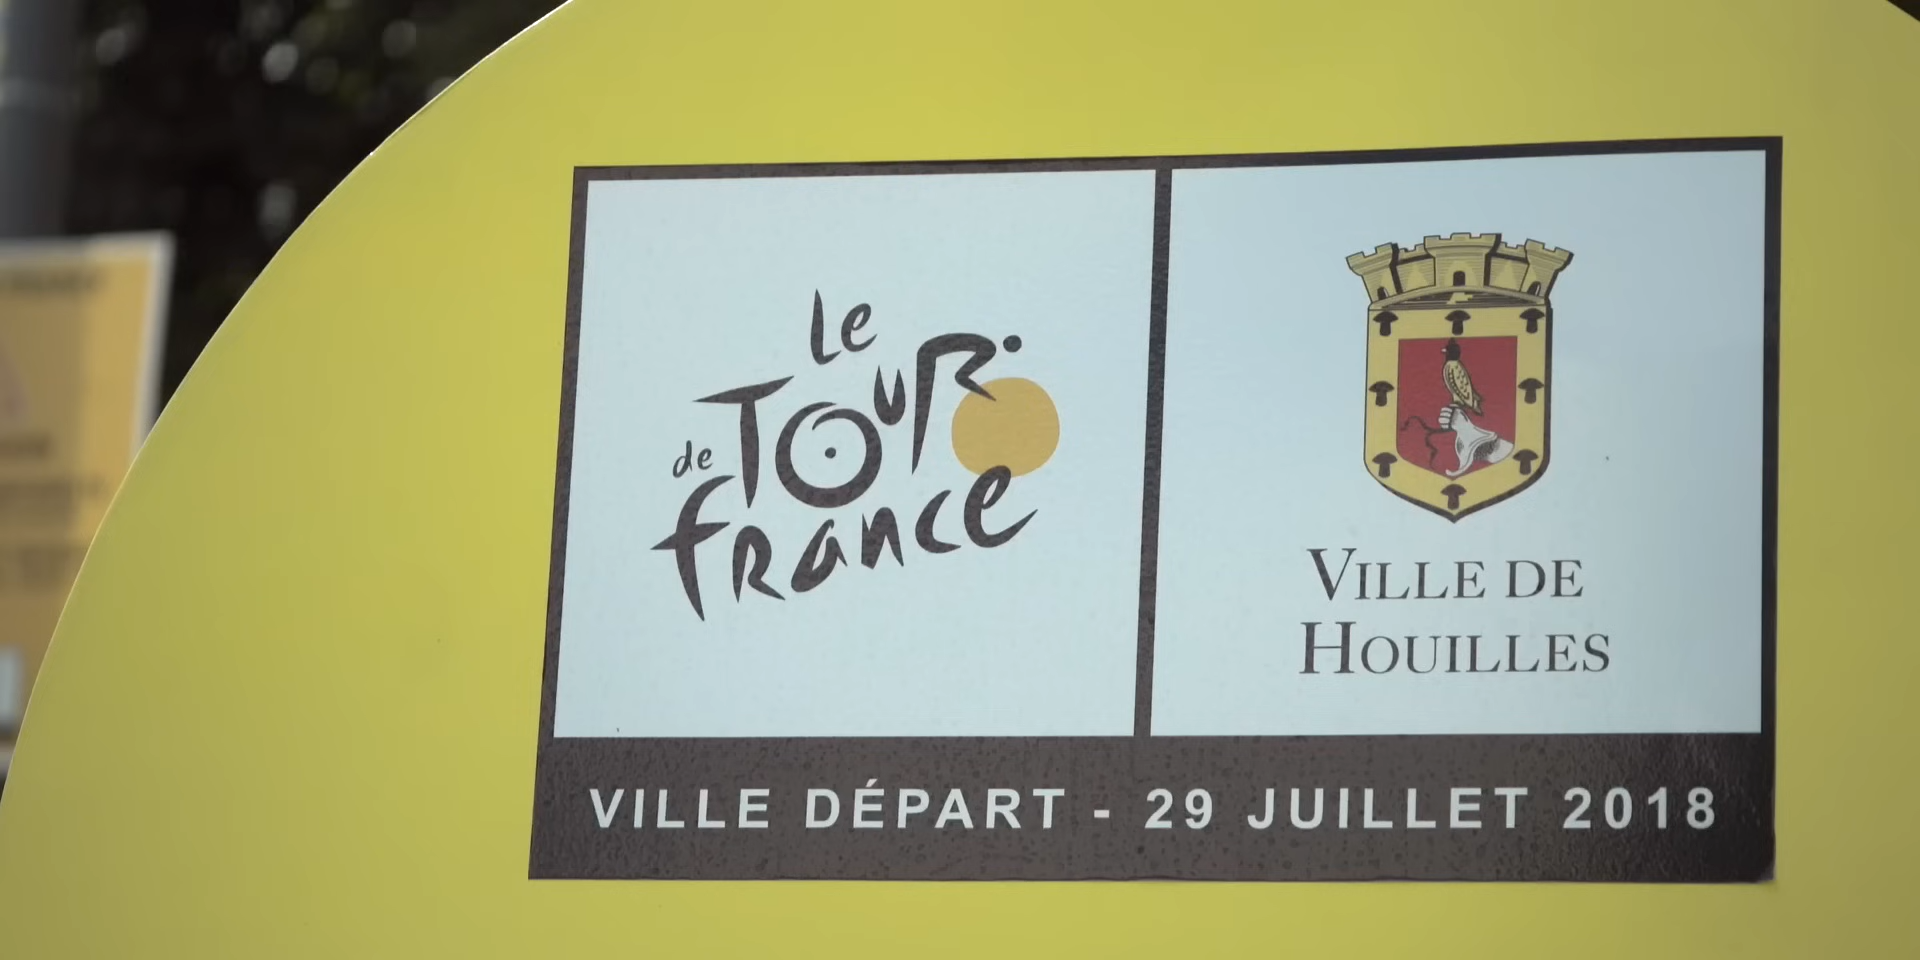 Le
TOUR
de
france
VILLE DE
HOUILLES
VILLE DÉPART - 29 JUILLET 2018